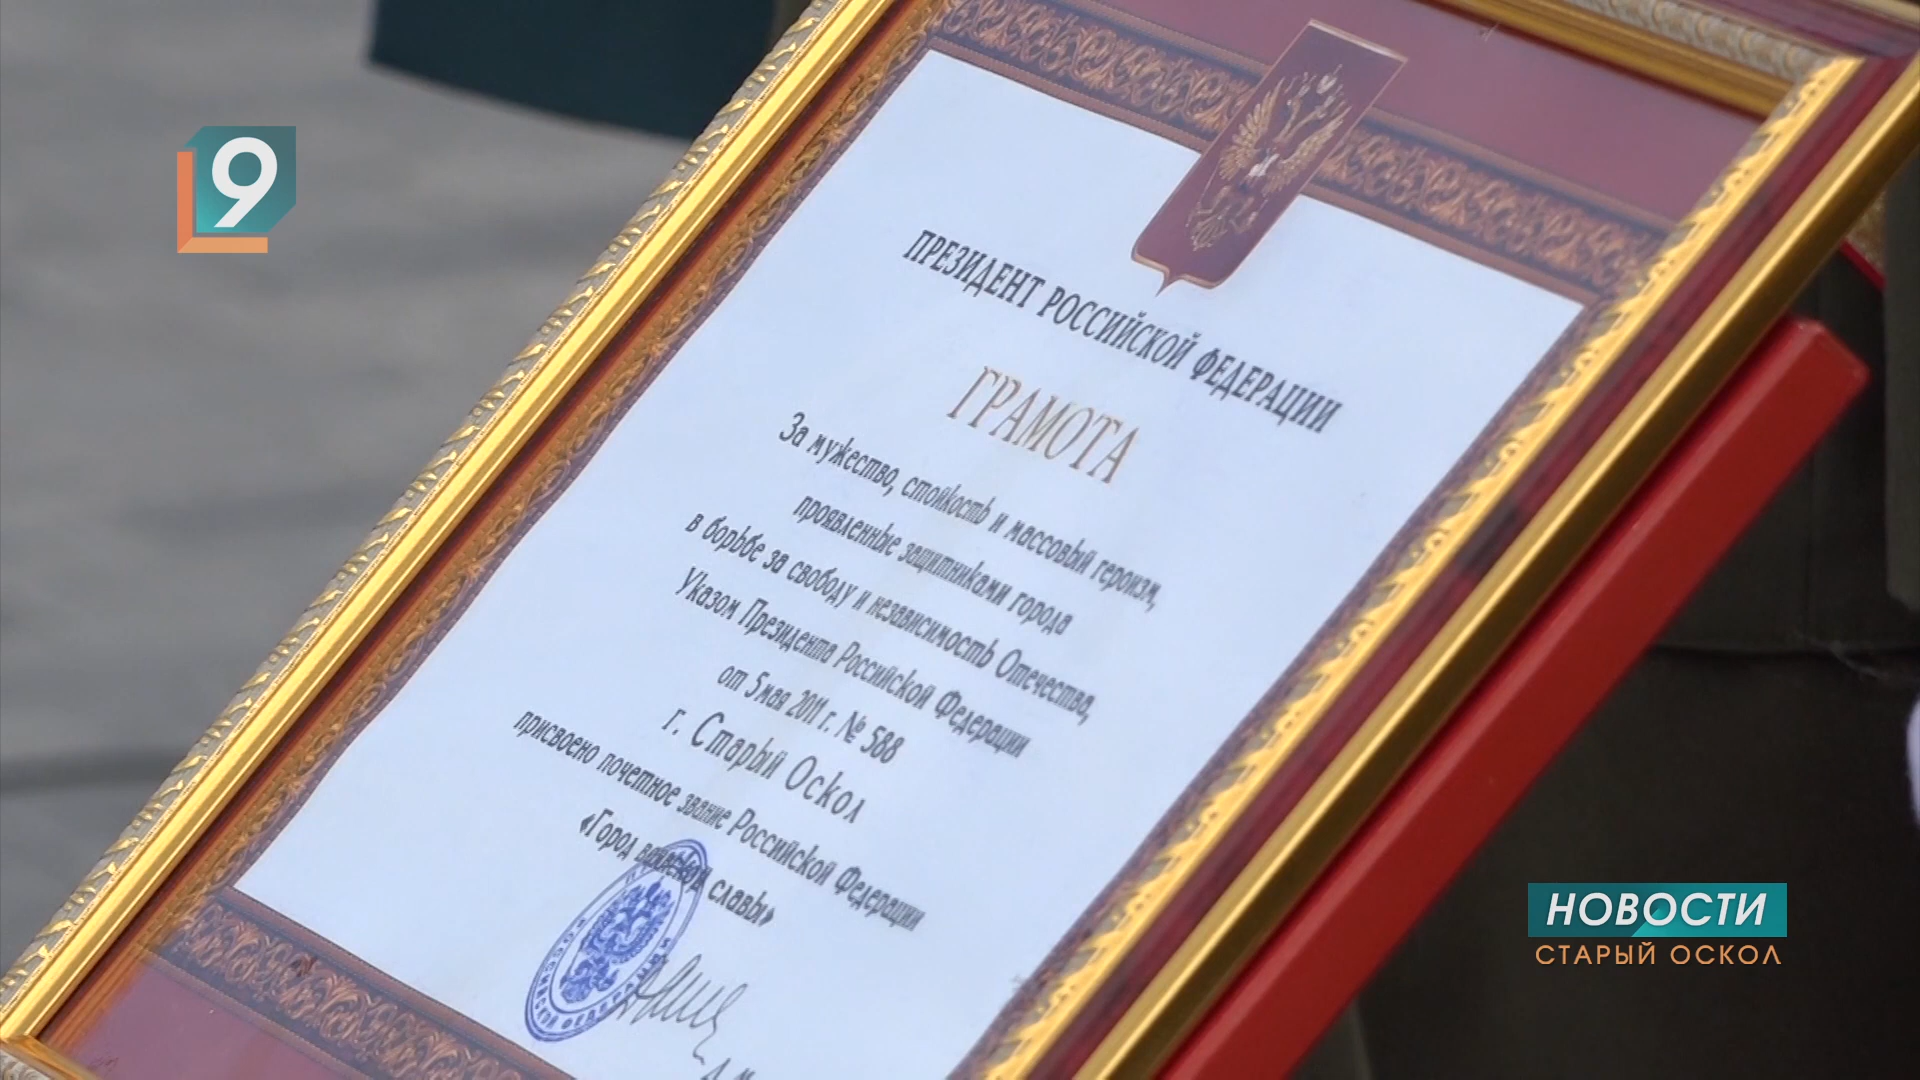 9
ПРЕЗИДЕНТ РОССИЙСКОЙ ФЕДЕРАЦИИ
ГРАМОТА
За мужество, стойкость и массовый героизм,
проявленные защитниками города
в борьбе за свободу и независимость Отечества,
Указом Президента Российской Федерации
от 5 мая 2011 г. № 588
г. Старый Оскол
присвоено почетное звание Российской Федерации
«Город воинской славы»
НОВОСТИ
СТАРЫЙ ОСКОЛ